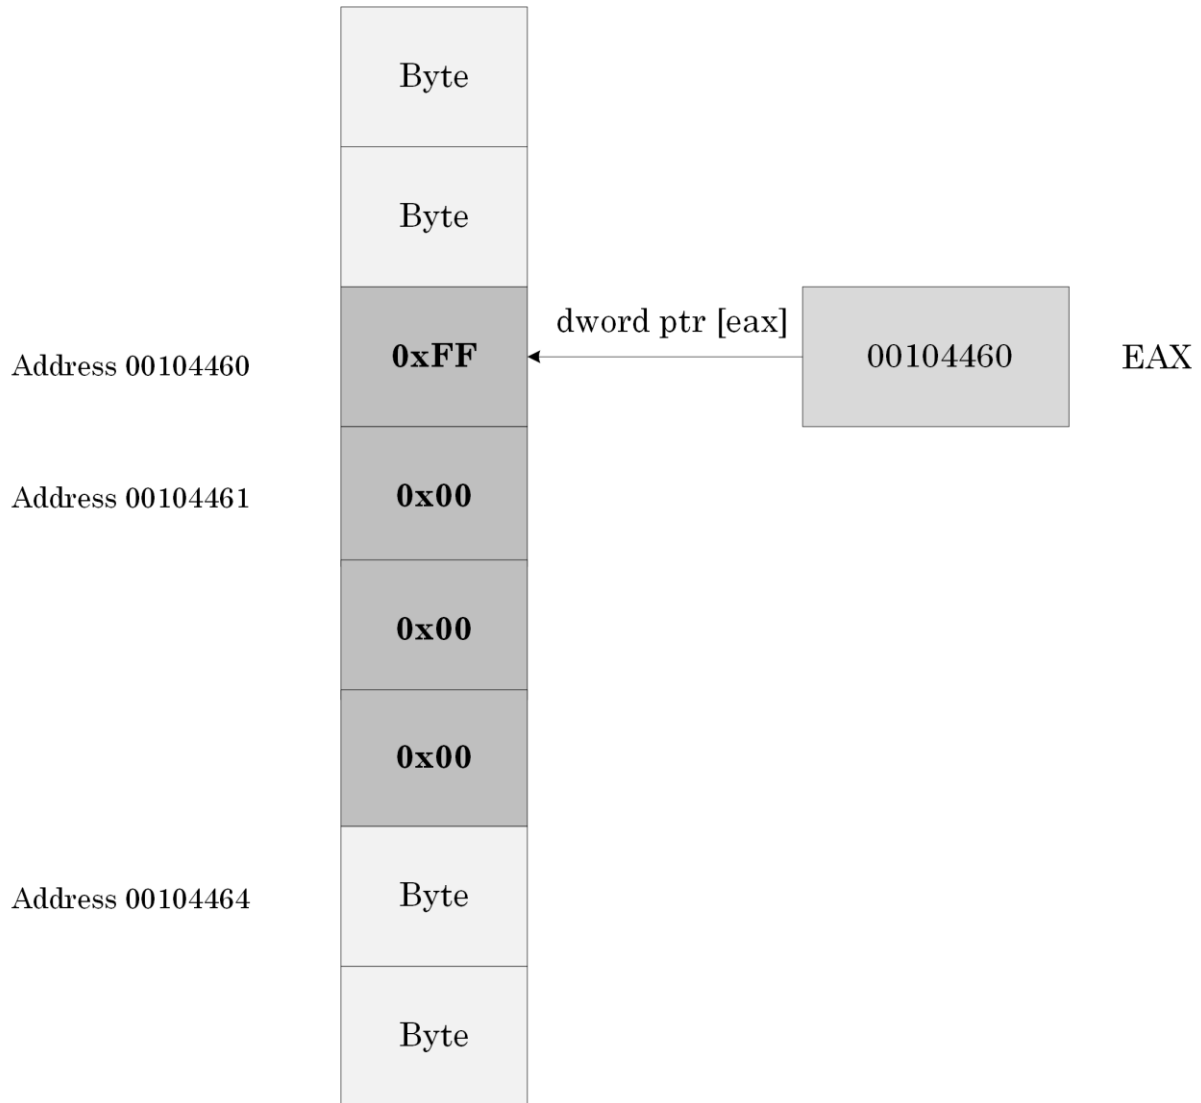 Byte
Byte
dword ptr [eax]
Address 00104460
0xFF
00104460
EAX
Address 00104461
0x00
0x00
0x00
Address 00104464
Byte
Byte